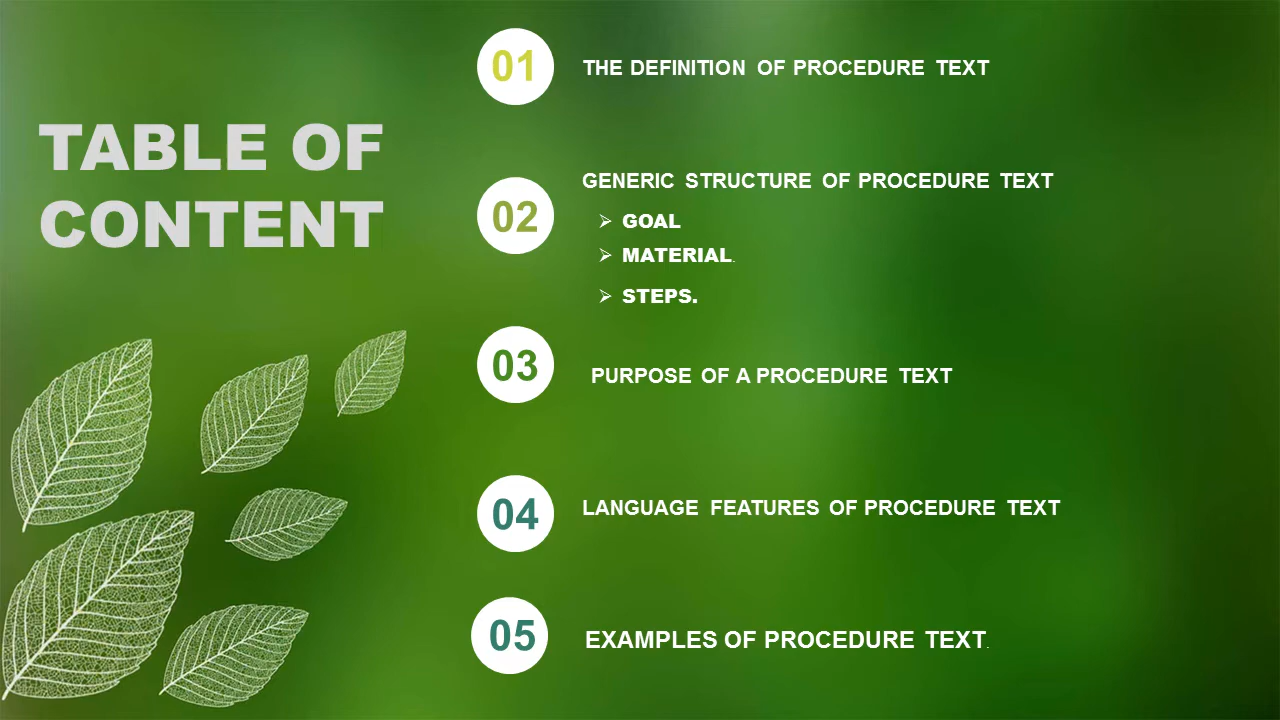 TABLE OF
CONTENT
01
THE DEFINITION OF PROCEDURE TEXT
02
GENERIC STRUCTURE OF PROCEDURE TEXT
➢ GOAL
➢ MATERIAL.
➢ STEPS.
03
PURPOSE OF A PROCEDURE TEXT
04
LANGUAGE FEATURES OF PROCEDURE TEXT
05
EXAMPLES OF PROCEDURE TEXT.